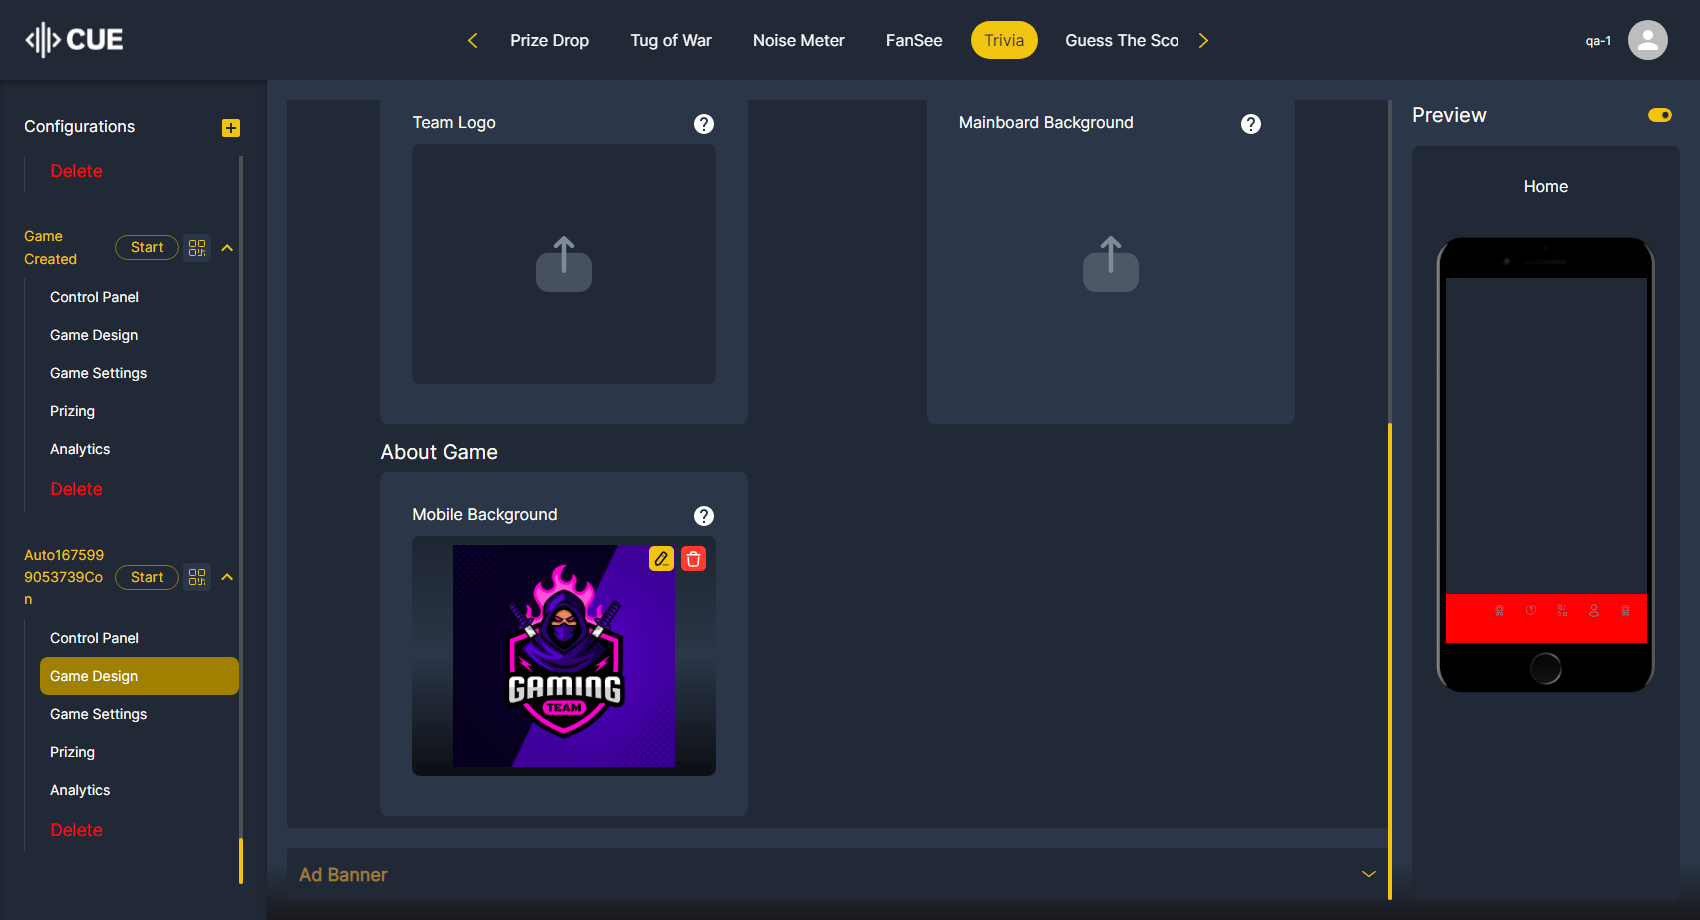 CUE
Prize Drop
Tug of War
Noise Meter
FanSee
Trivia
Guess The Sco
qa-1
Configurations
Delete
Game
Created
Start
Control Panel
Game Design
Game Settings
Prizing
Analytics
Delete
Auto167599
9053739Co
n
Start
Control Panel
Game Design
Game Settings
Prizing
Analytics
Delete
Team Logo
Mainboard Background
About Game
Mobile Background
GAMING
TEAM
Ad Banner
Preview
Home